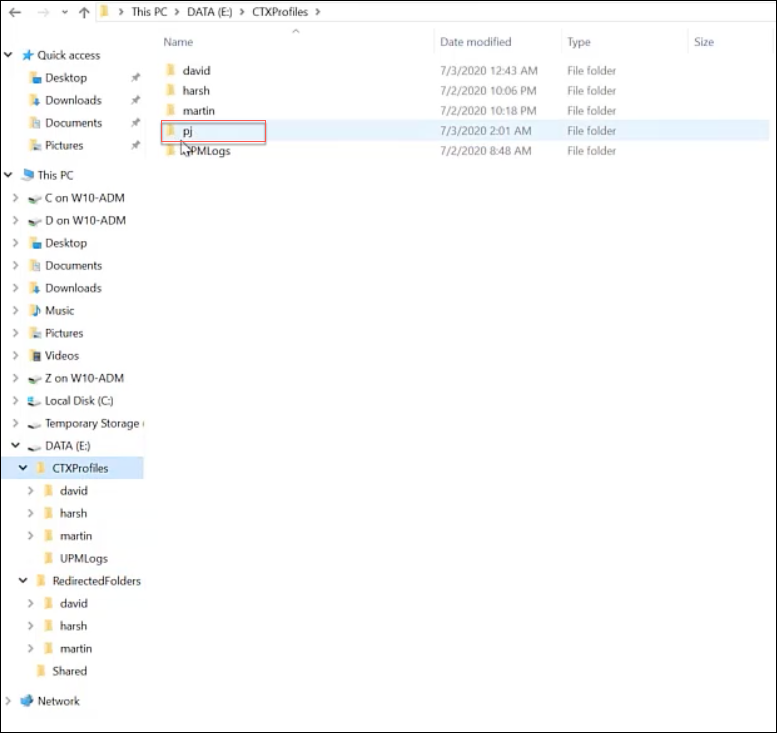 This PC > DATA (E:) > CTXProfiles >
Name Date modified Type Size
david 7/3/2020 12:43 AM File folder
harsh 7/2/2020 10:06 PM File folder
martin 7/2/2020 10:18 PM File folder
pj 7/3/2020 2:01 AM File folder
UPMLogs 7/2/2020 8:48 AM File folder
Quick access
Desktop
Downloads
Documents
Pictures
This PC
C on W10-ADM
D on W10-ADM
Desktop
Documents
Downloads
Music
Pictures
Videos
Z on W10-ADM
Local Disk (C:)
Temporary Storage (
DATA (E:)
CTXProfiles
david
harsh
martin
UPMLogs
RedirectedFolders
david
harsh
martin
Shared
Network